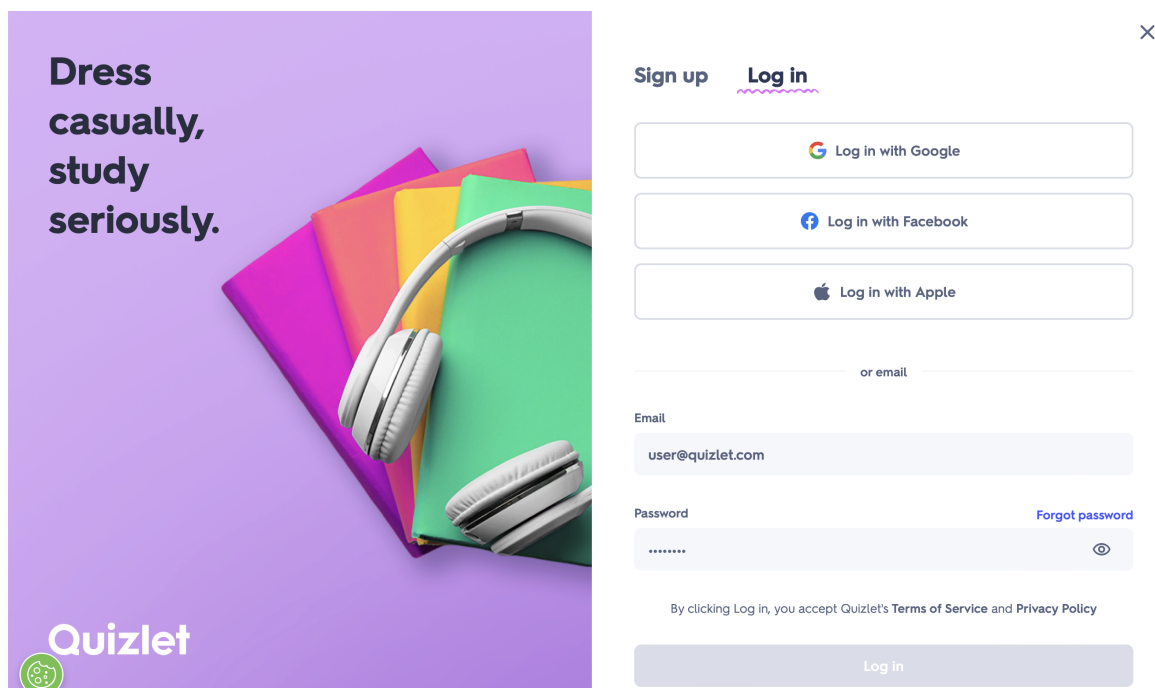 Dress
casually,
study
seriously.
Quizlet
Sign up
Log in
Log in with Google
Log in with Facebook
Log in with Apple
or email
Email
user@quizlet.com
Password
Forgot password
••••••••
By clicking Log in, you accept Quizlet's Terms of Service and Privacy Policy
Log in